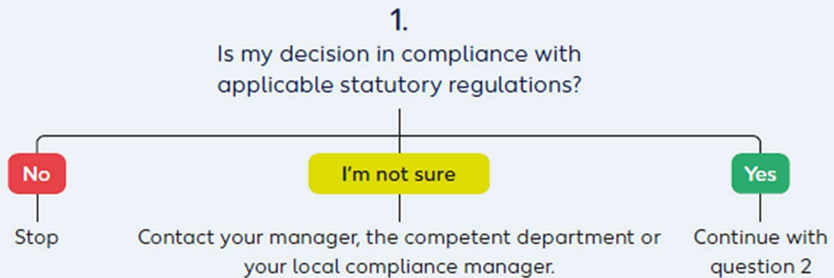 1.
Is my decision in compliance with
applicable statutory regulations?
No
I'm not sure
Yes
Stop
Contact your manager, the competent department or
your local compliance manager.
Continue with
question 2